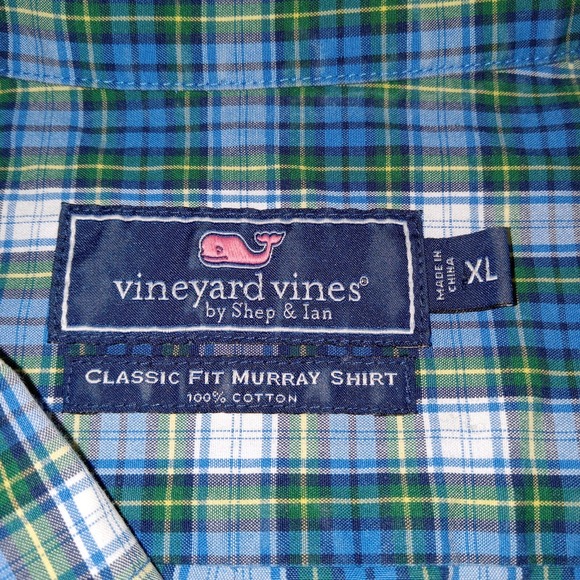 vineyard vines®
by Shep & Ian
MADE IN
CHINA
XL
CLASSIC FIT MURRAY SHIRT
100% COTTON